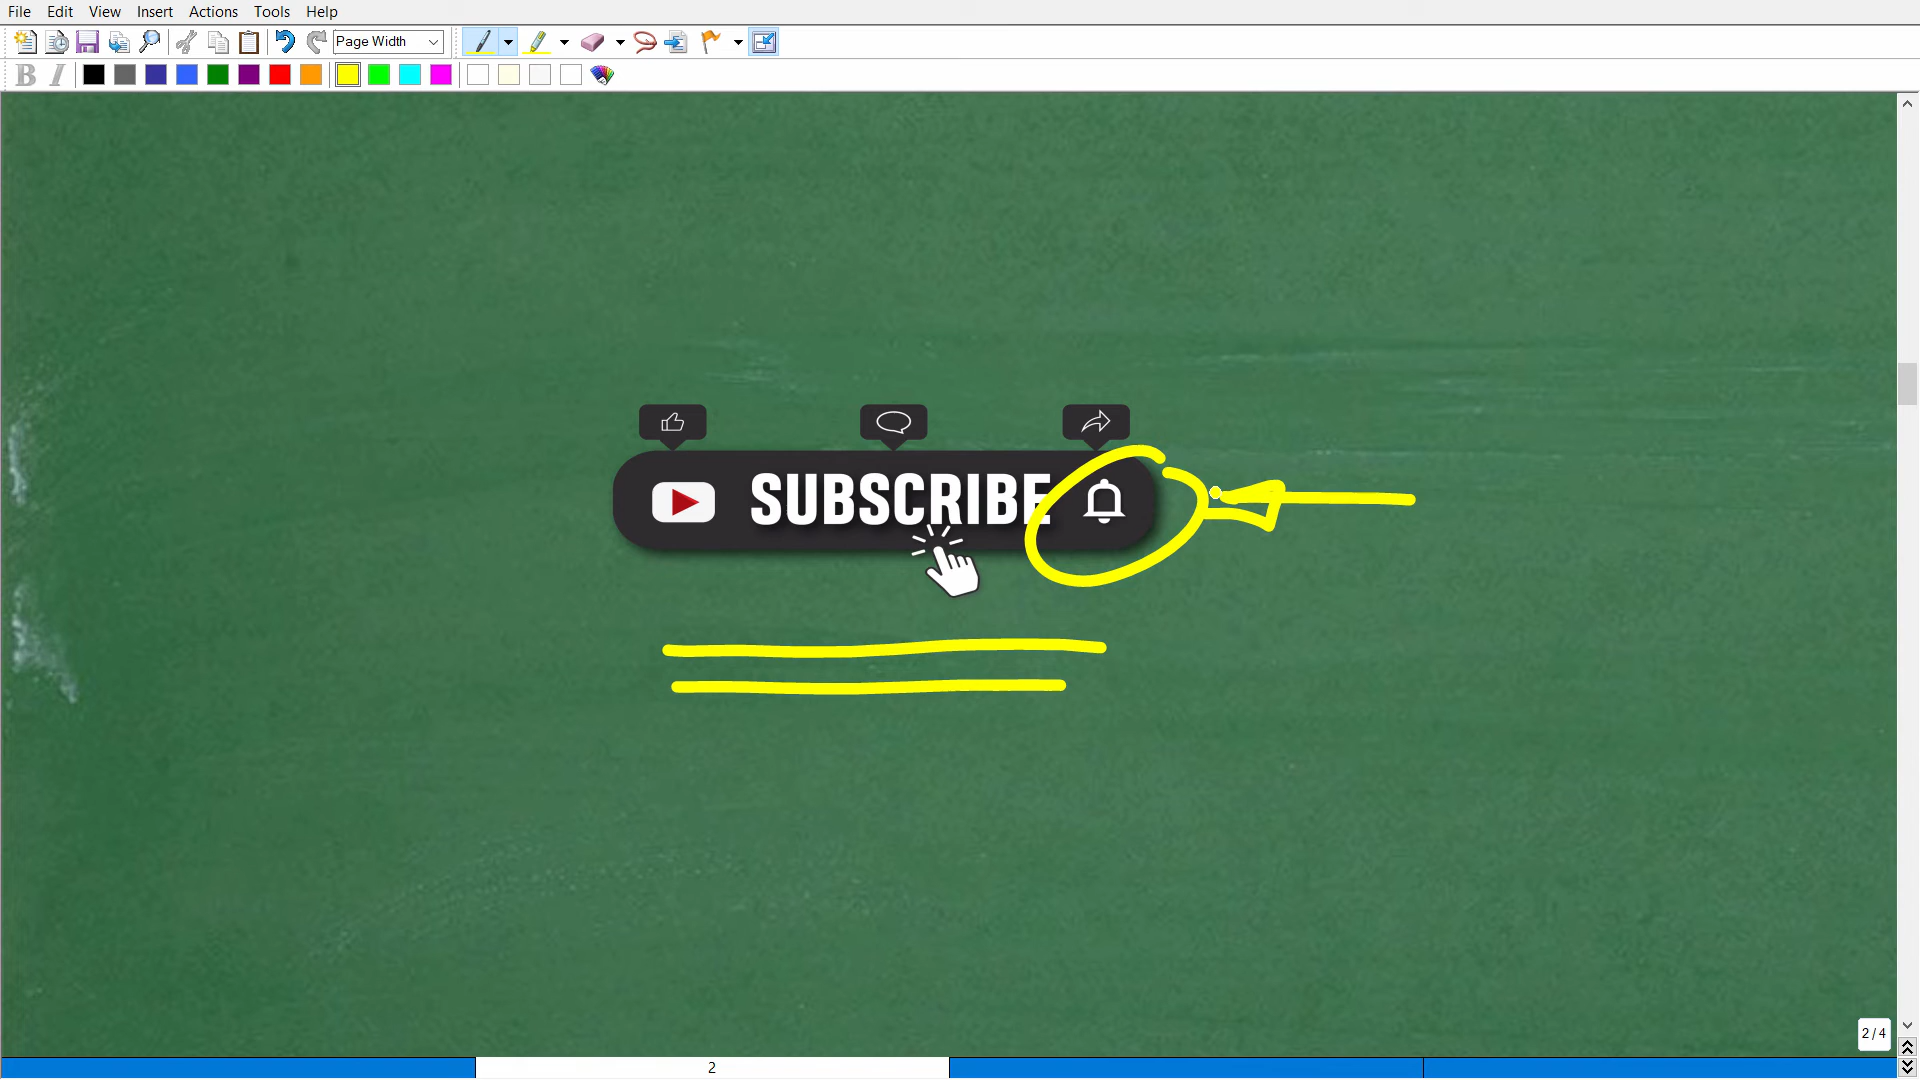 File Edit View Insert Actions Tools Help
Page Width
B I
SUBSCRIBE
2 / 4
2